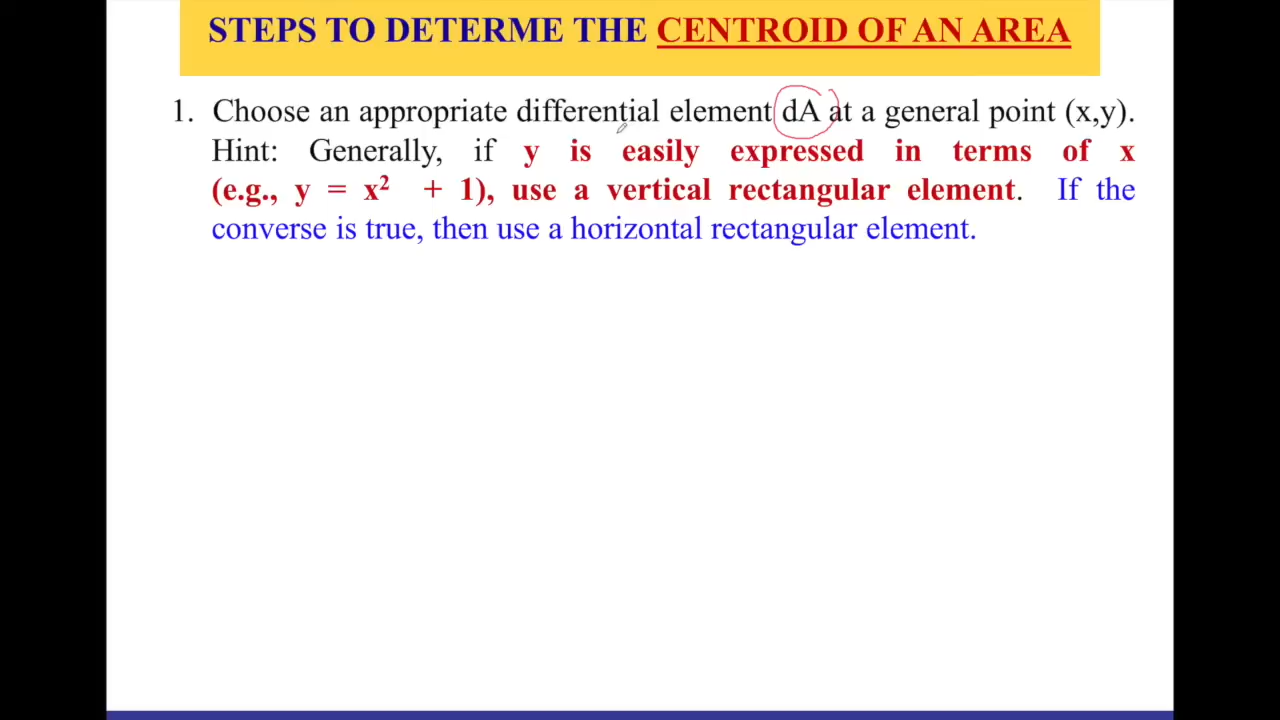 STEPS TO DETERME THE CENTROID OF AN AREA
1. Choose an appropriate differential element dA at a general point (x,y).
Hint: Generally, if y is easily expressed in terms of x
(e.g., y = x² + 1), use a vertical rectangular element. If the
converse is true, then use a horizontal rectangular element.